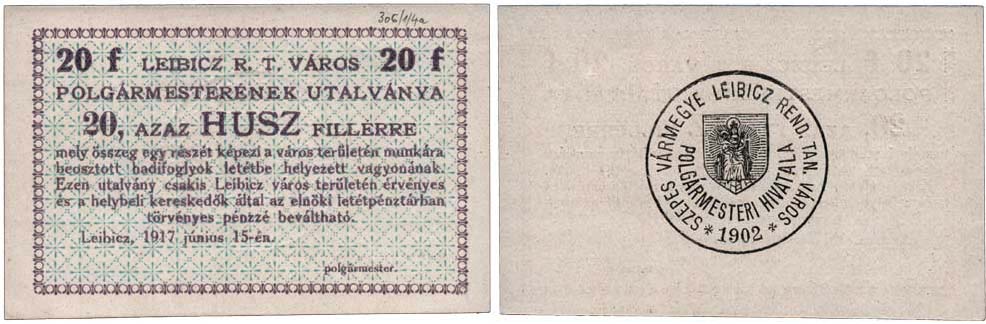 306/1/4a
20 f LEIBICZ R. T. VÁROS 20 f
POLGÁRMESTERÉNEK UTALVÁNYA
20, AZAZ HUSZ FILLÉRRE
mely összeg egy részét képezi a város területén munkára
beosztott hadifoglyok letétbe helyezett vagyonának.
Ezen utalvány csakis Leibicz város területén érvényes
és a helybeli kereskedők által az elnöki letétpénztárban
törvényes pénzzé beváltható.
Leibicz, 1917 június 15-én.
polgármester.
SZEPES VÁRMEGYE LEIBICZ REND. TAN. VÁROS
POLGÁRMESTERI HIVATALA
* 1902 *